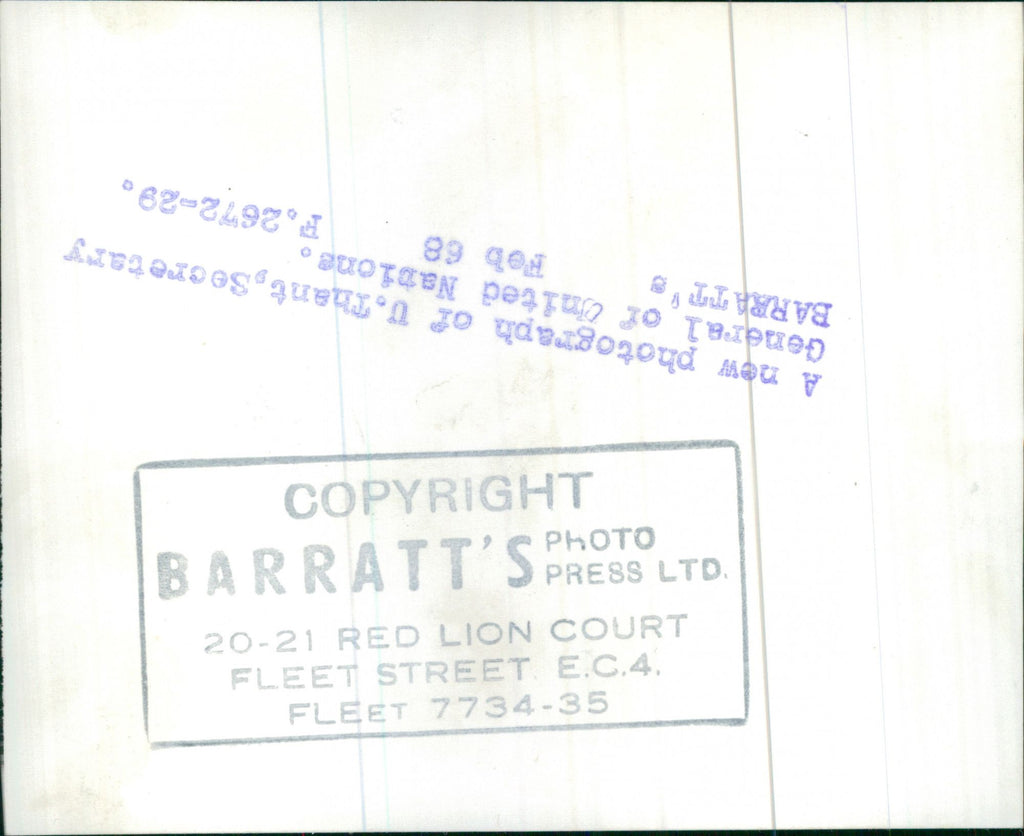 A new photograph of U.Thant,Secretary
General of United Nations.
BARRATT's Feb 68 F.2672-29.
COPYRIGHT
BARRATT'S PHOTO PRESS LTD.
20-21 RED LION COURT
FLEET STREET E.C.4.
FLEET 7734-35